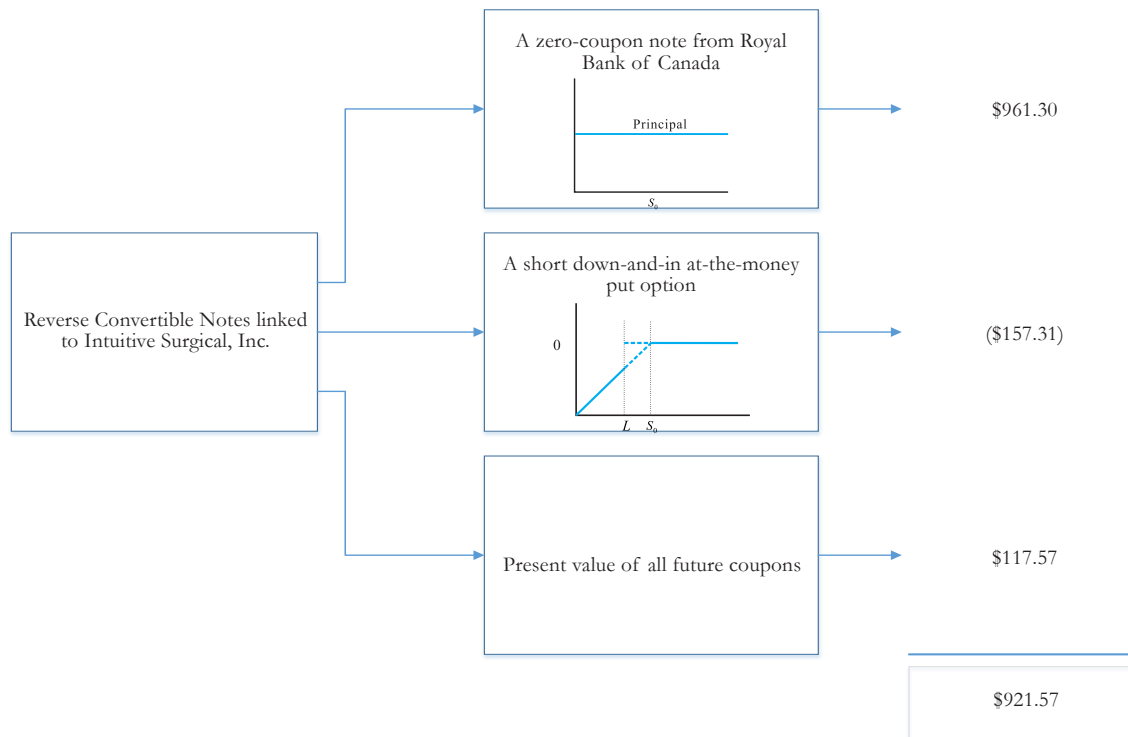 A zero-coupon note from Royal
Bank of Canada
Principal
S₀
$961.30
Reverse Convertible Notes linked
to Intuitive Surgical, Inc.
A short down-and-in at-the-money
put option
0
L S₀
($157.31)
Present value of all future coupons
$117.57
$921.57